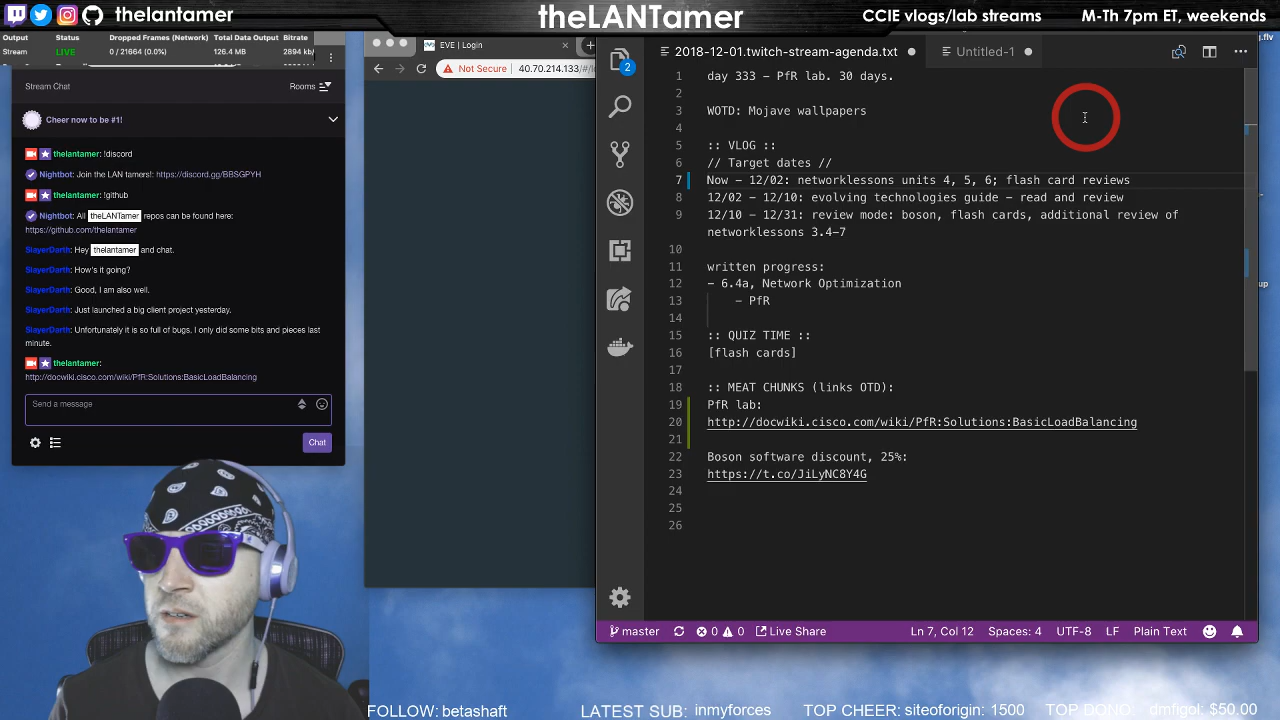 thelantamer
theLANTamer
CCIE vlogs/lab streams
M-Th 7pm ET, weekends
Output Status Dropped Frames (Network) Total Data Output Bitrate
Stream LIVE 0 / 21664 (0.0%) 126.4 MB 2894 kb/
Stream Chat
Rooms
Cheer now to be #1!
thelantamer: !discord
Nightbot: Join the LAN tamers!: https://discord.gg/BBSGPYH
thelantamer: !github
Nightbot: All theLANTamer repos can be found here:
https://github.com/thelantamer
SlayerDarth: Hey thelantamer and chat.
SlayerDarth: How's it going?
SlayerDarth: Good, I am also well.
SlayerDarth: Just launched a big client project yesterday.
SlayerDarth: Unfortunately it is so full of bugs, I only did some bits and pieces last
minute.
thelantamer:
http://docwiki.cisco.com/wiki/PfR:Solutions:BasicLoadBalancing
Send a message
Chat
EVE | Login
Not Secure 40.70.214.133/#/l
2
2018-12-01.twitch-stream-agenda.txt
Untitled-1
1 day 333 - PfR lab. 30 days.
2
3 WOTD: Mojave wallpapers
4
5 :: VLOG ::
6 // Target dates //
7 Now - 12/02: networklessons units 4, 5, 6; flash card reviews
8 12/02 - 12/10: evolving technologies guide - read and review
9 12/10 - 12/31: review mode: boson, flash cards, additional review of
networklessons 3.4-7
10
11 written progress:
12 - 6.4a, Network Optimization
13 - PfR
14
15 :: QUIZ TIME ::
16 [flash cards]
17
18 :: MEAT CHUNKS (links OTD):
19 PfR lab:
20 http://docwiki.cisco.com/wiki/PfR:Solutions:BasicLoadBalancing
21
22 Boson software discount, 25%:
23 https://t.co/JiLyNC8Y4G
24
25
26
master 0 0 Live Share Ln 7, Col 12 Spaces: 4 UTF-8 LF Plain Text
FOLLOW: betashaft
LATEST SUB: inmyforces
TOP CHEER: siteoforigin: 1500
TOP DONO: dmfigol: $50.00